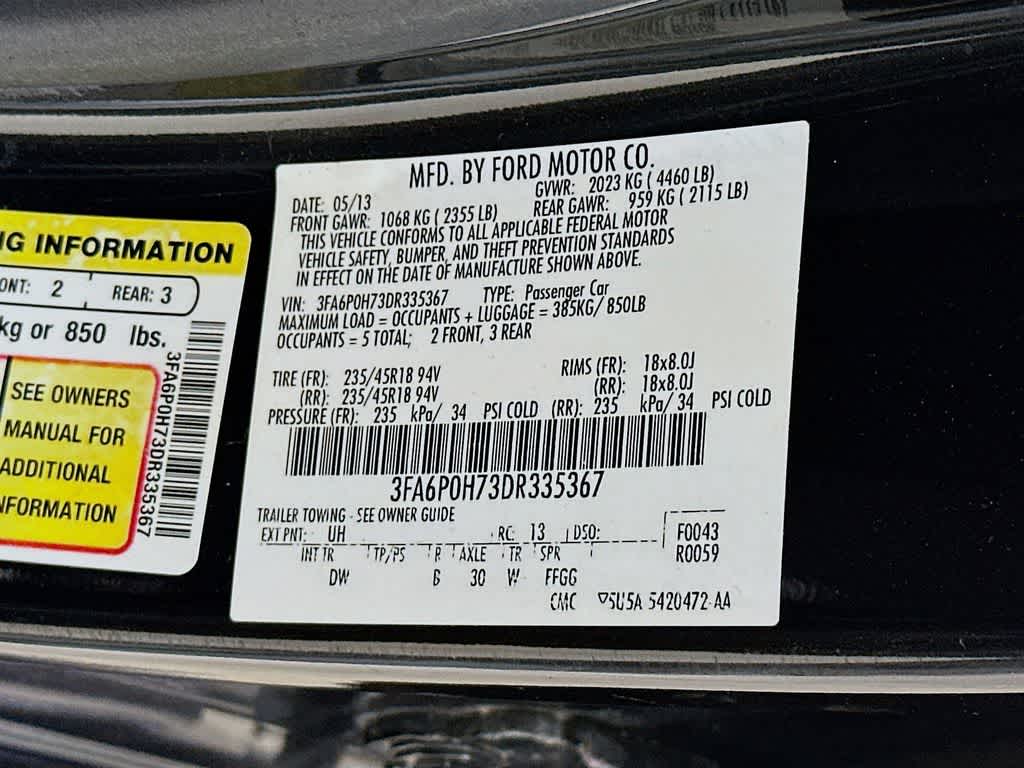 NG INFORMATION
ONT: 2 REAR: 3
kg or 850 lbs.
SEE OWNERS
MANUAL FOR
ADDITIONAL
NFORMATION
3FA6P0H73DR335367
MFD. BY FORD MOTOR CO.
DATE: 05/13 GVWR: 2023 KG ( 4460 LB)
FRONT GAWR: 1068 KG ( 2355 LB) REAR GAWR: 959 KG ( 2115 LB)
THIS VEHICLE CONFORMS TO ALL APPLICABLE FEDERAL MOTOR
VEHICLE SAFETY, BUMPER, AND THEFT PREVENTION STANDARDS
IN EFFECT ON THE DATE OF MANUFACTURE SHOWN ABOVE.
VIN: 3FA6P0H73DR335367 TYPE: Passenger Car
MAXIMUM LOAD = OCCUPANTS + LUGGAGE = 385KG/ 850LB
OCCUPANTS = 5 TOTAL; 2 FRONT, 3 REAR
TIRE (FR): 235/45R18 94V RIMS (FR): 18x8.0J
(RR): 235/45R18 94V (RR): 18x8.0J
PRESSURE (FR): 235 kPa/ 34 PSI COLD (RR): 235 kPa/ 34 PSI COLD
3FA6P0H73DR335367
TRAILER TOWING - SEE OWNER GUIDE
EXT PNT: UH RC: 13 DSO: F0043
INT TR TP/PS R AXLE TR SPR R0059
DW B 30 W FFGG
CMC ▽5U5A 5420472 AA